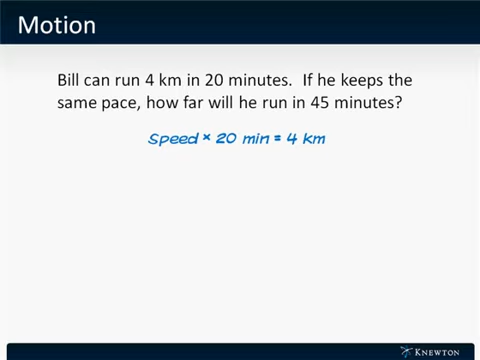 Motion
Bill can run 4 km in 20 minutes.  If he keeps the
same pace, how far will he run in 45 minutes?
Speed × 20 min = 4 km
KNEWTON